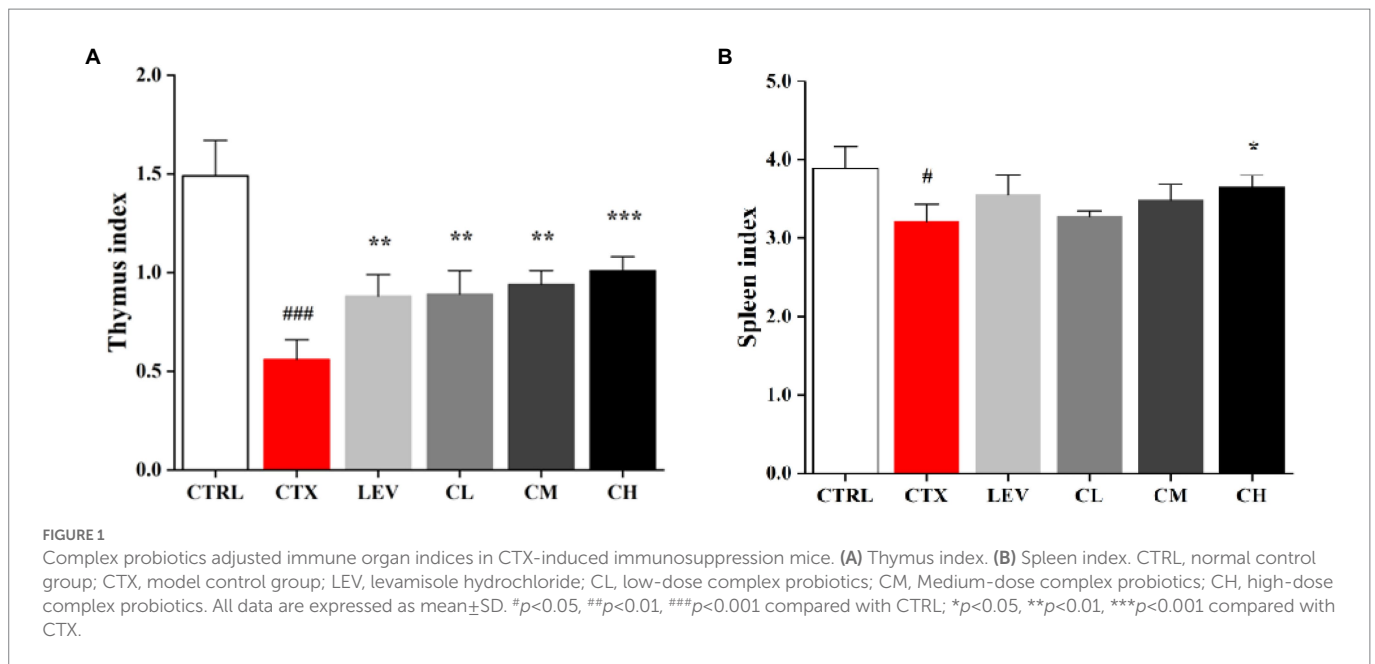 A
Thymus index
2.0
1.5
1.0
0.5
0.0
###
**
**
**
***
CTRL CTX LEV CL CM CH
B
Spleen index
5.0
4.0
3.0
2.0
1.0
0.0
#
*
CTRL CTX LEV CL CM CH
FIGURE 1
Complex probiotics adjusted immune organ indices in CTX-induced immunosuppression mice. (A) Thymus index. (B) Spleen index. CTRL, normal control
group; CTX, model control group; LEV, levamisole hydrochloride; CL, low-dose complex probiotics; CM, Medium-dose complex probiotics; CH, high-dose
complex probiotics. All data are expressed as mean±SD. #p<0.05, ##p<0.01, ###p<0.001 compared with CTRL; *p<0.05, **p<0.01, ***p<0.001 compared with
CTX.